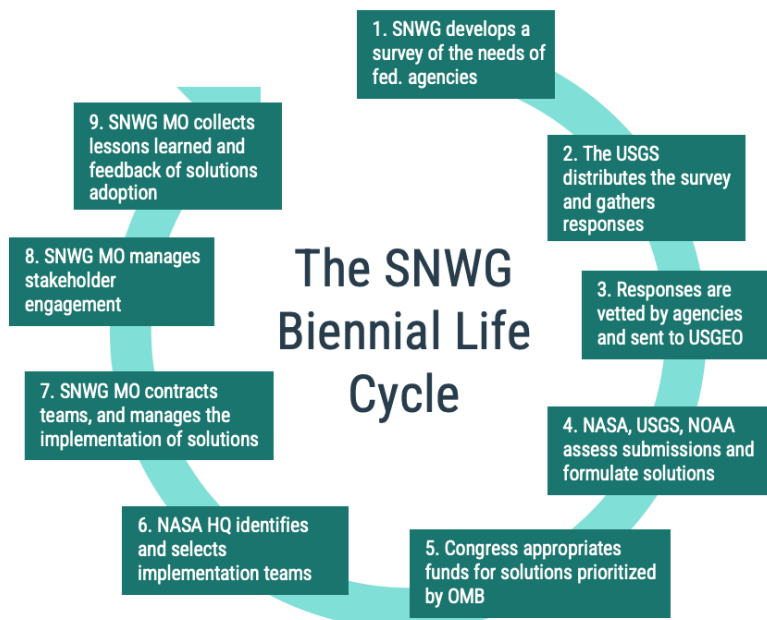 1. SNWG develops a
survey of the needs of
fed. agencies
2. The USGS
distributes the survey
and gathers
responses
3. Responses are
vetted by agencies
and sent to USGEO
4. NASA, USGS, NOAA
assess submissions and
formulate solutions
5. Congress appropriates
funds for solutions prioritized
by OMB
6. NASA HQ identifies
and selects
implementation teams
7. SNWG MO contracts
teams, and manages the
implementation of solutions
8. SNWG MO manages
stakeholder
engagement
9. SNWG MO collects
lessons learned and
feedback of solutions
adoption
The SNWG
Biennial Life
Cycle